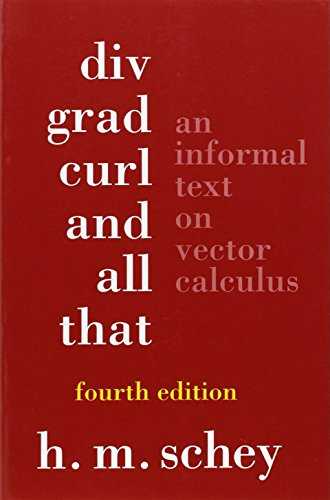 div
grad
curl
and
all
that
an
informal
text
on
vector
calculus
fourth edition
h. m. schey